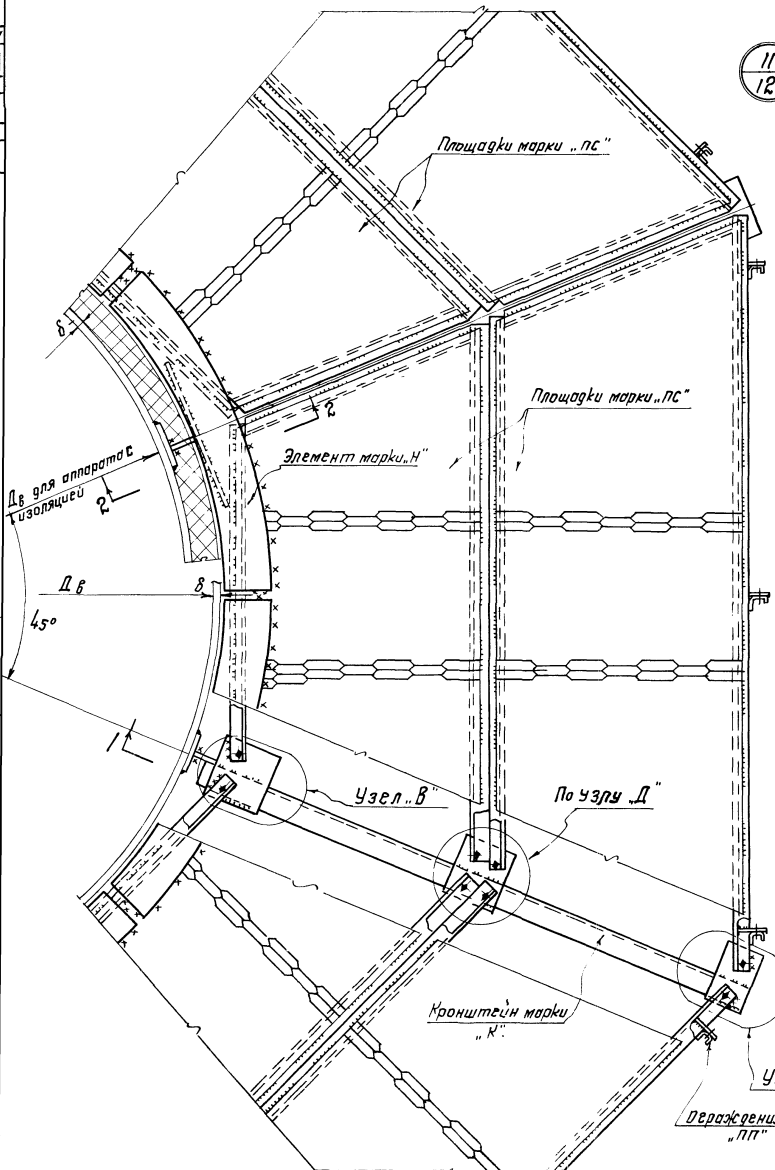 11
12
Площадки марки „ПС"
δ
2
Площадки марки „ПС"
Элемент марки „Н"
Дв для аппарата с
изоляцией
2
Дв
δ
45°
1
Узел „В"
По узлу „Д"
Кронштейн марки
„К".
У
Ограждени
„ПП"